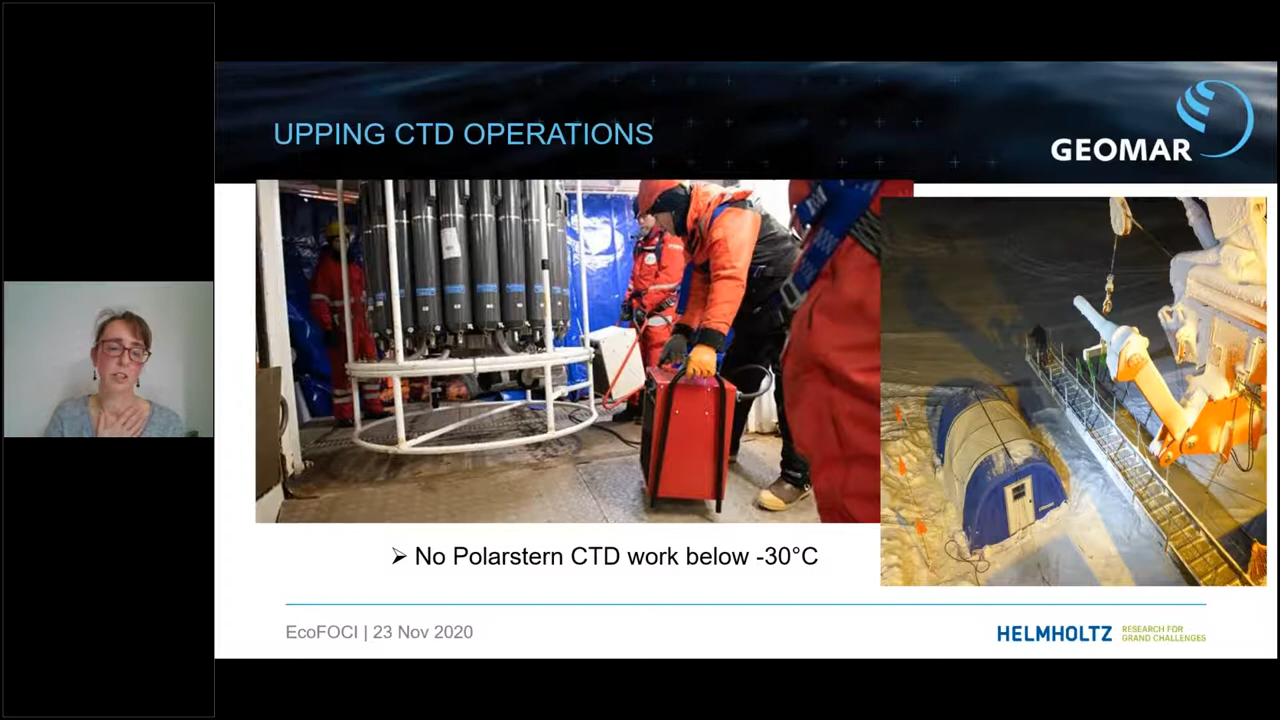 UPPING CTD OPERATIONS
GEOMAR
➢ No Polarstern CTD work below -30°C
EcoFOCI | 23 Nov 2020
HELMHOLTZ
RESEARCH FOR
GRAND CHALLENGES